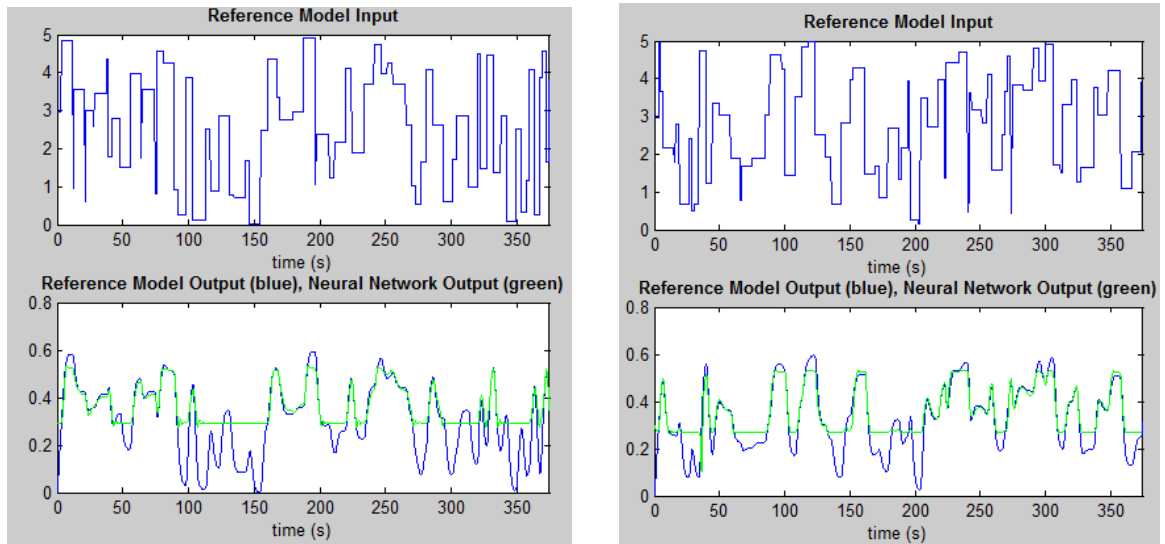 Reference Model Input
5
4
3
2
1
0
0 50 100 150 200 250 300 350
time (s)
Reference Model Output (blue), Neural Network Output (green)
0.8
0.6
0.4
0.2
0
0 50 100 150 200 250 300 350
time (s)
Reference Model Input
5
4
3
2
1
0
0 50 100 150 200 250 300 350
time (s)
Reference Model Output (blue), Neural Network Output (green)
0.8
0.6
0.4
0.2
0
0 50 100 150 200 250 300 350
time (s)